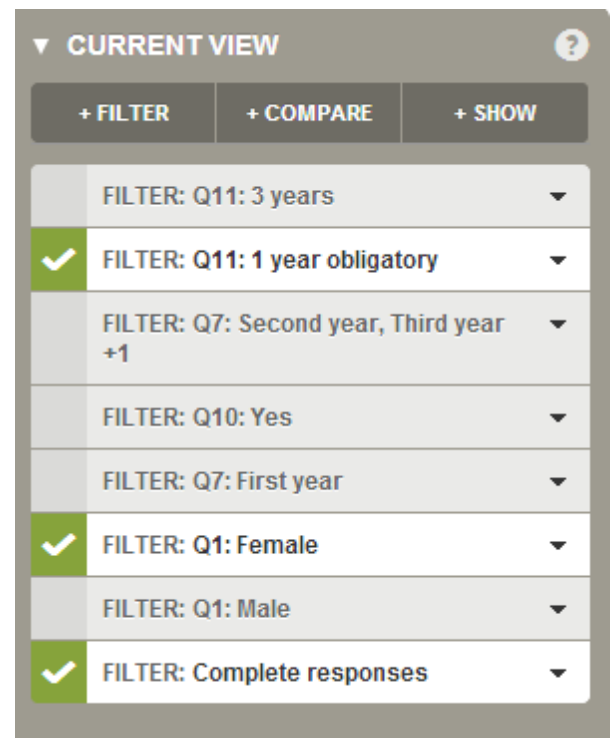 CURRENT VIEW ?
+ FILTER + COMPARE + SHOW
FILTER: Q11: 3 years
FILTER: Q11: 1 year obligatory
FILTER: Q7: Second year, Third year
+1
FILTER: Q10: Yes
FILTER: Q7: First year
FILTER: Q1: Female
FILTER: Q1: Male
FILTER: Complete responses